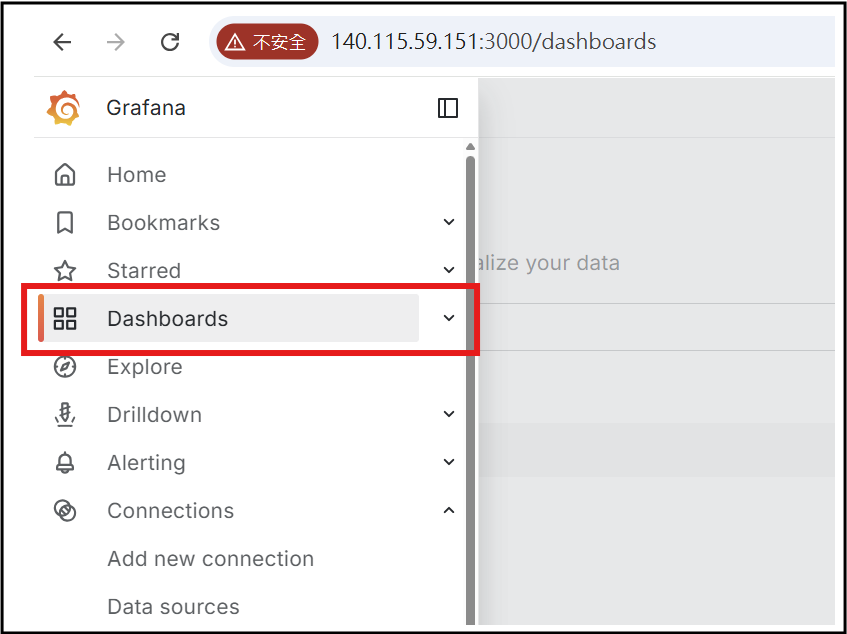 不安全 140.115.59.151:3000/dashboards
Grafana
Home
Bookmarks
alize your data
Starred
Dashboards
Explore
Drilldown
Alerting
Connections
Add new connection
Data sources